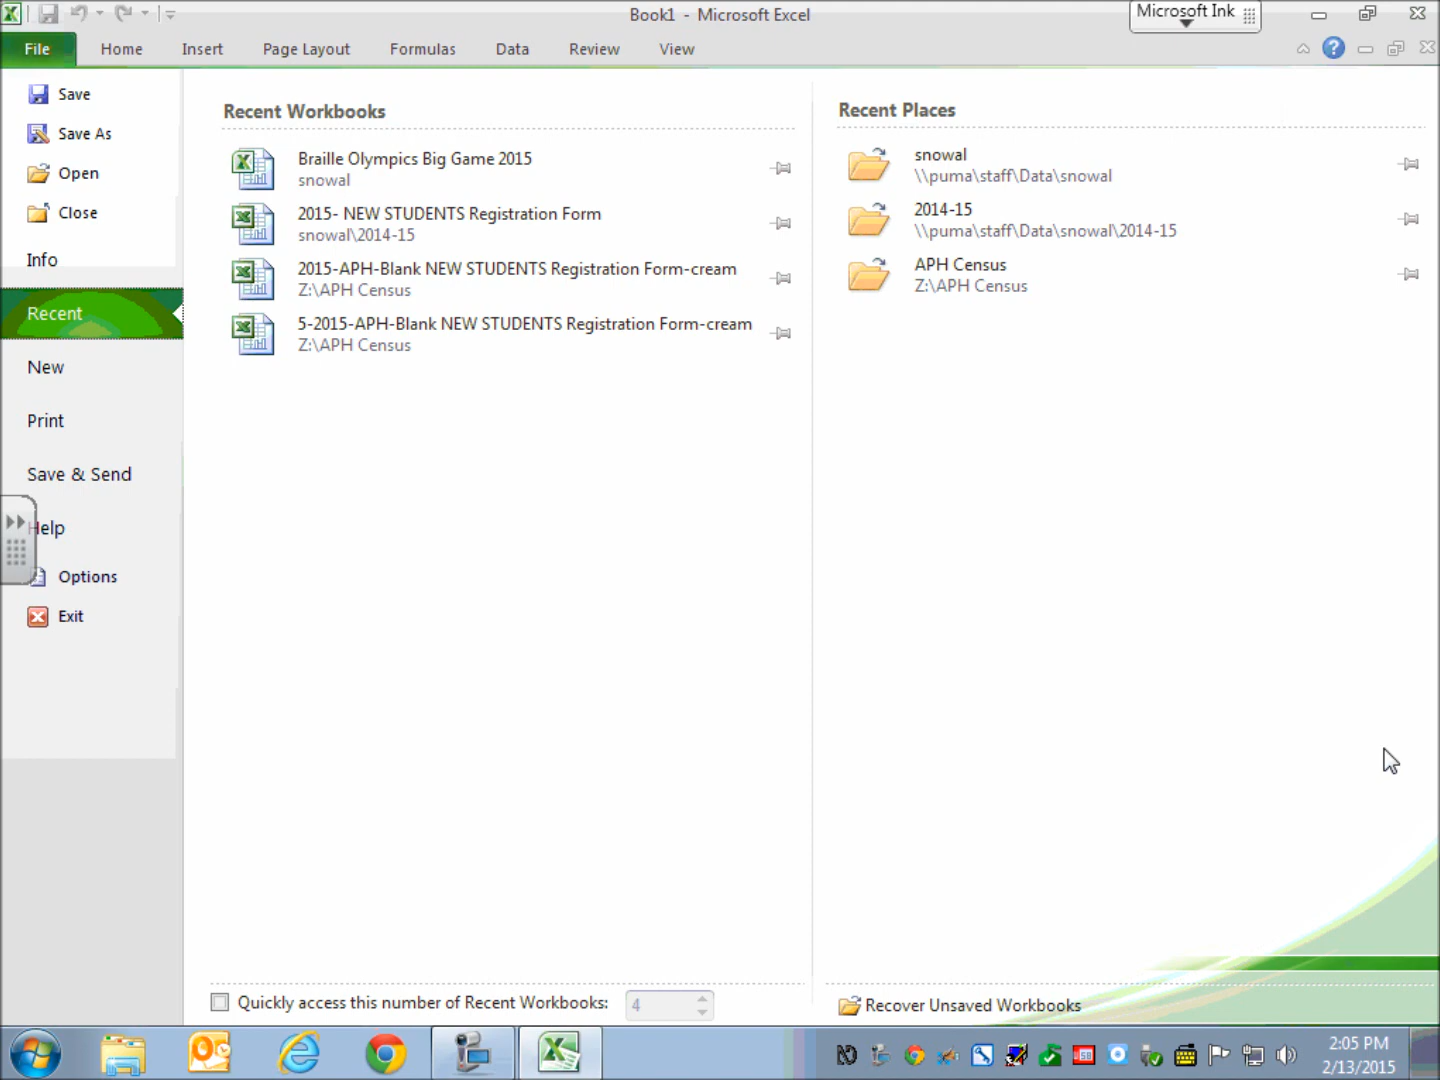 Book1 - Microsoft Excel
Microsoft Ink
File
Home
Insert
Page Layout
Formulas
Data
Review
View
Save
Save As
Open
Close
Info
Recent
New
Print
Save & Send
Help
Options
Exit
Recent Workbooks
Braille Olympics Big Game 2015
snowal
2015- NEW STUDENTS Registration Form
snowal\2014-15
2015-APH-Blank NEW STUDENTS Registration Form-cream
Z:\APH Census
5-2015-APH-Blank NEW STUDENTS Registration Form-cream
Z:\APH Census
Recent Places
snowal
\\puma\staff\Data\snowal
2014-15
\\puma\staff\Data\snowal\2014-15
APH Census
Z:\APH Census
Quickly access this number of Recent Workbooks:
4
Recover Unsaved Workbooks
2:05 PM
2/13/2015